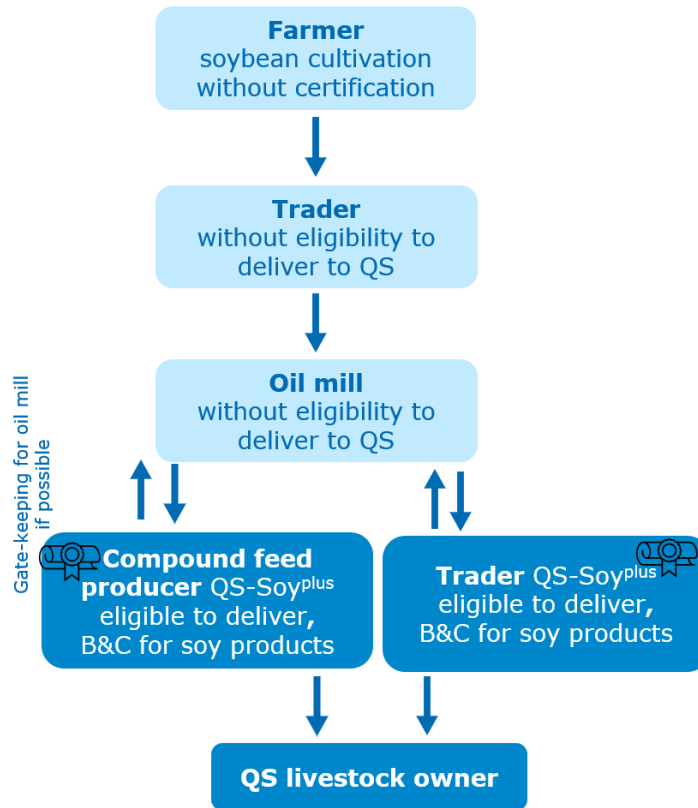 Farmer
soybean cultivation
without certification
Trader
without eligibility to
deliver to QS
Oil mill
without eligibility to
deliver to QS
Gate-keeping for oil mill
if possible
Compound feed
producer QS-Soyplus
eligible to deliver,
B&C for soy products
Trader QS-Soyplus
eligible to deliver,
B&C for soy products
QS livestock owner